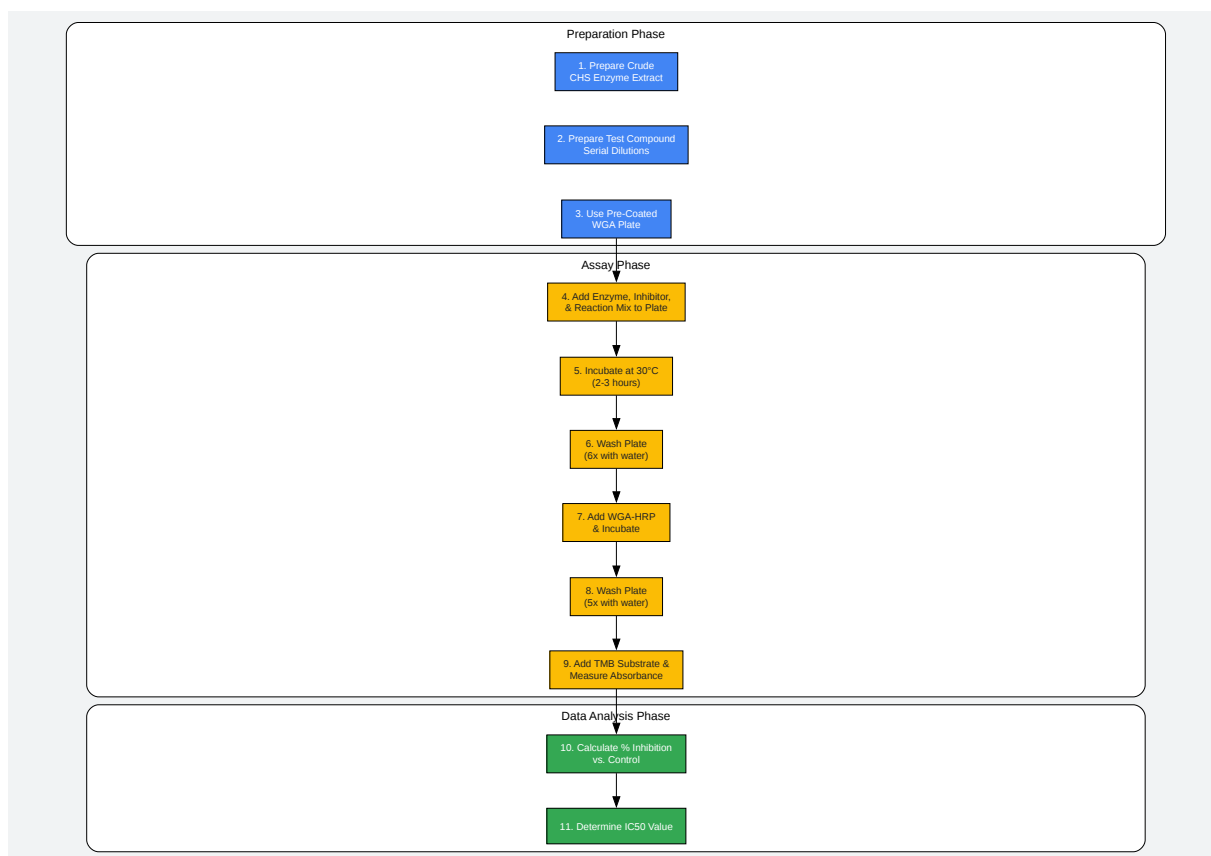 Preparation Phase
1. Prepare Crude
CHS Enzyme Extract
2. Prepare Test Compound
Serial Dilutions
3. Use Pre-Coated
WGA Plate
Assay Phase
4. Add Enzyme, Inhibitor,
& Reaction Mix to Plate
5. Incubate at 30°C
(2-3 hours)
6. Wash Plate
(6x with water)
7. Add WGA-HRP
& Incubate
8. Wash Plate
(5x with water)
9. Add TMB Substrate &
Measure Absorbance
Data Analysis Phase
10. Calculate % Inhibition
vs. Control
11. Determine IC50 Value